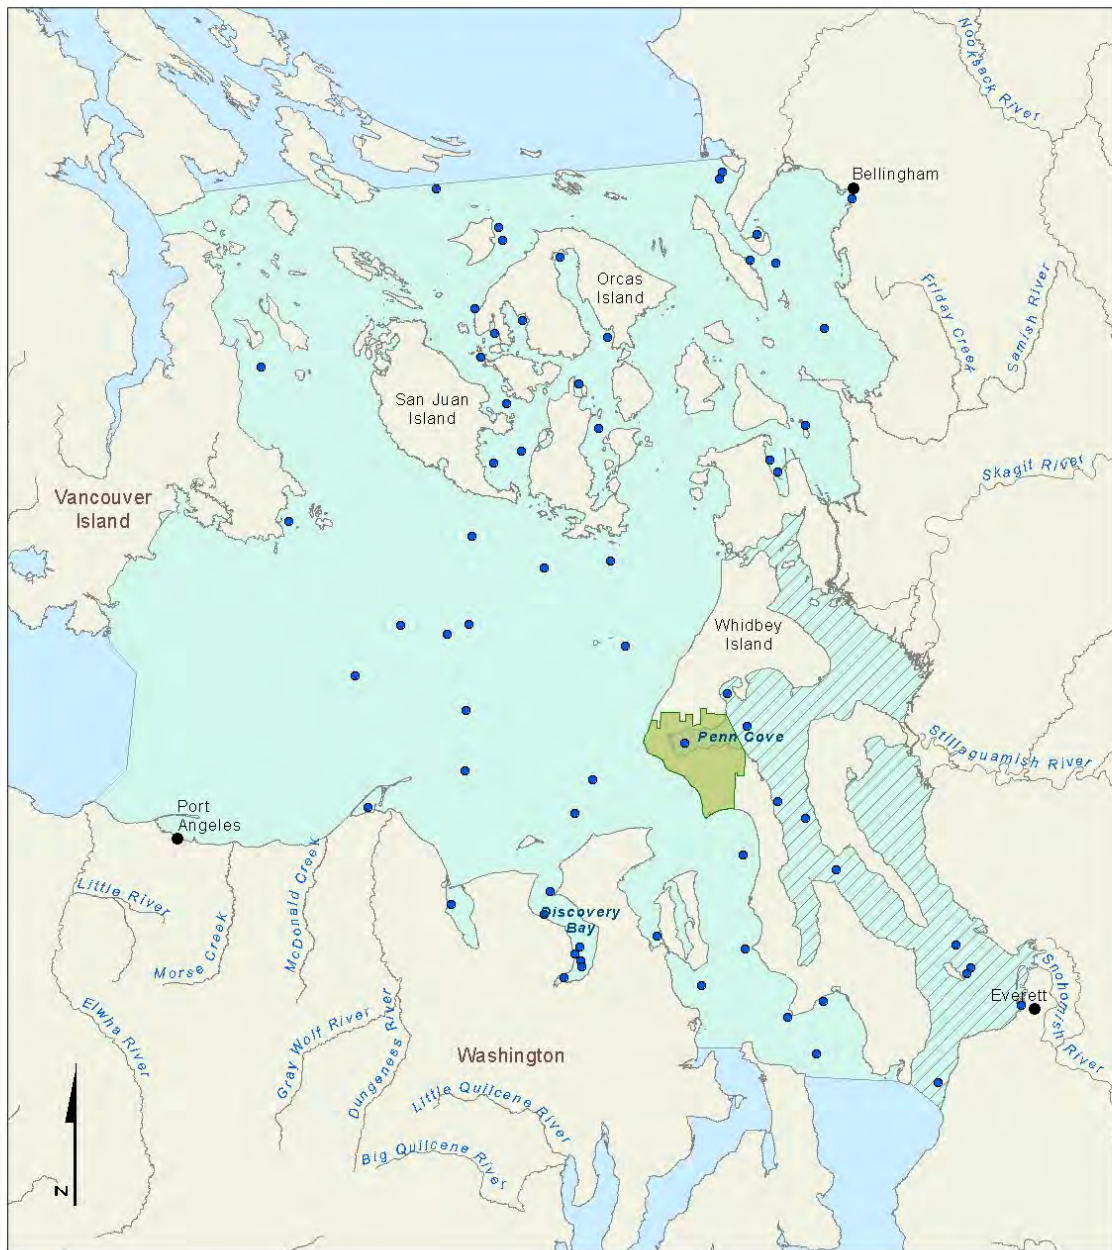 Nooksack River
Bellingham
Orcas
Island
Friday Creek
Samish River
San Juan
Island
Skagit River
Vancouver
Island
Whidbey
Island
Penn Cove
Stillaguamish River
Port
Angeles
Little River
McDonald Creek
Morse Creek
Discovery
Bay
Everett
Snohomish River
Elwha River
Gray Wolf River
Dungeness River
Washington
Little Quilcene River
Big Quilcene River
N